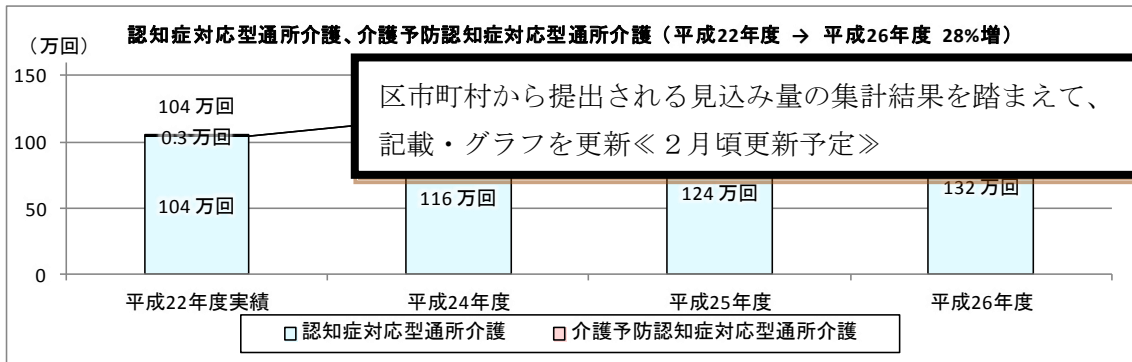 認知症対応型通所介護、介護予防認知症対応型通所介護（平成22年度 → 平成26年度 28%増）
（万回）
150
100
50
0
区市町村から提出される見込み量の集計結果を踏まえて、
記載・グラフを更新≪２月頃更新予定≫
104 万回
0.3 万回
104 万回
116 万回
124 万回
132 万回
平成22年度実績
平成24年度
平成25年度
平成26年度
認知症対応型通所介護
介護予防認知症対応型通所介護